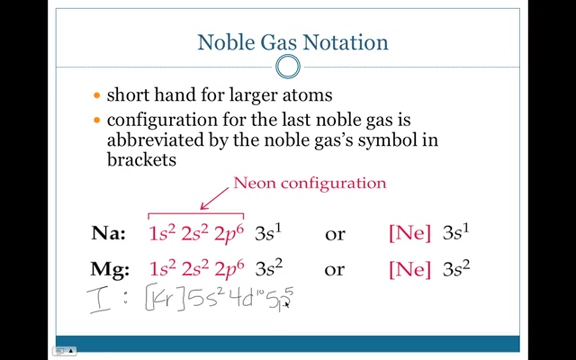 Noble Gas Notation
• short hand for larger atoms
• configuration for the last noble gas is
abbreviated by the noble gas's symbol in
brackets
Neon configuration
Na: 1s² 2s² 2p⁶ 3s¹ or [Ne] 3s¹
Mg: 1s² 2s² 2p⁶ 3s² or [Ne] 3s²
I : [Kr] 5s² 4d¹⁰ 5p⁵